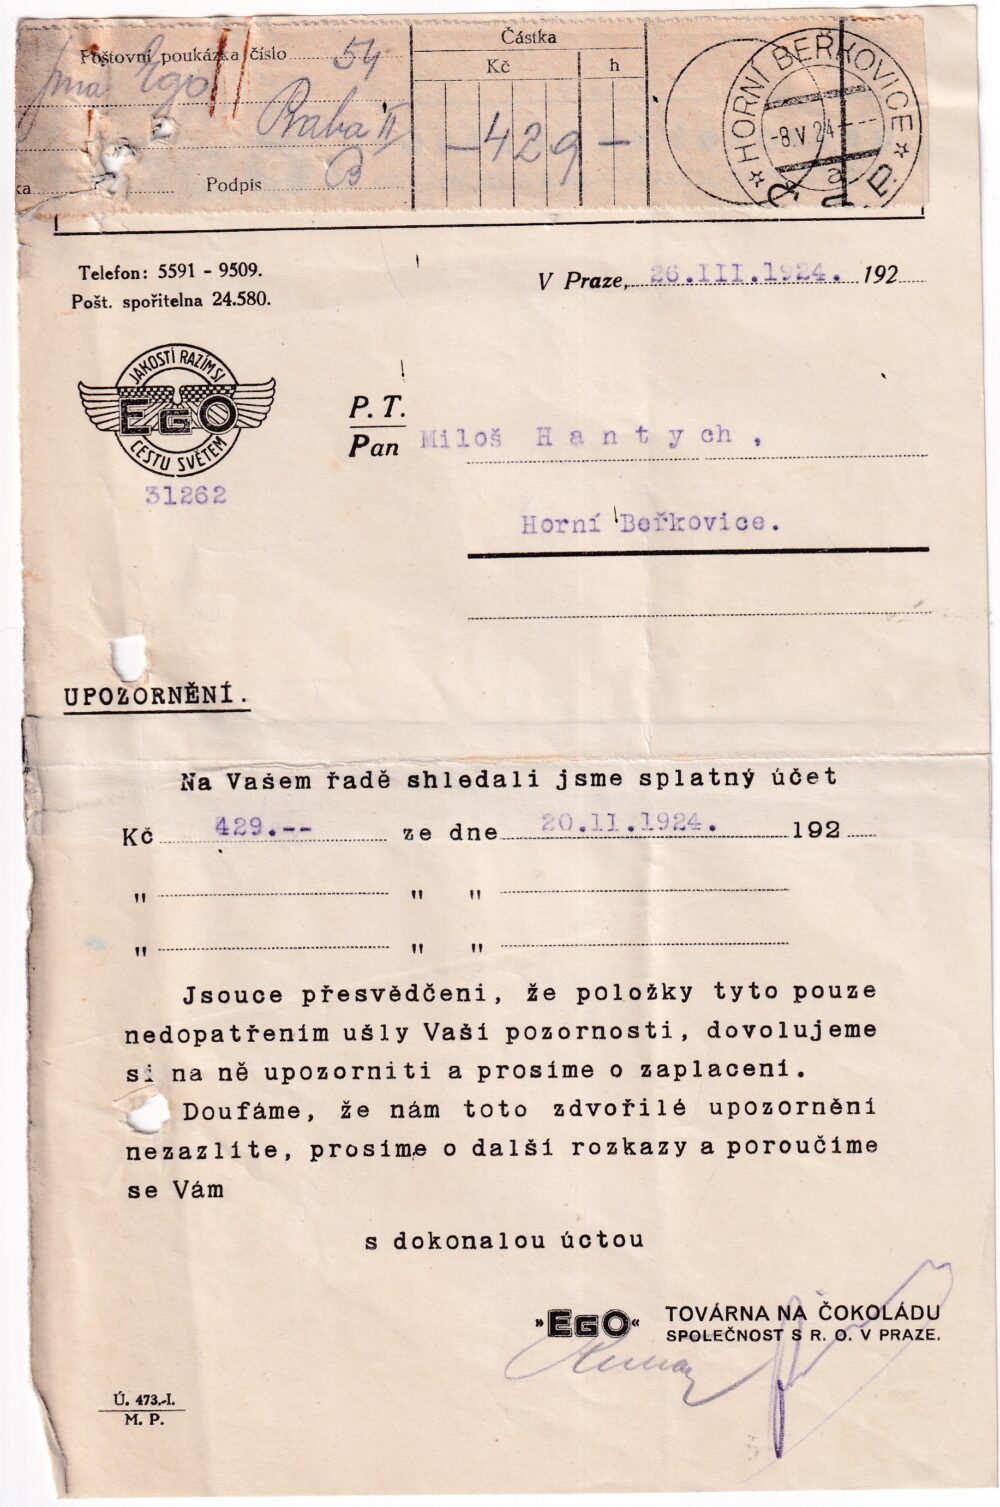 Poštovní poukázka číslo 54
Částka
Kč h
Ego
Praha II
— 429 —
Podpis
HORNÍ BEŘKOVICE
-8.V 24
a
Telefon: 5591 - 9509.
Pošt. spořitelna 24.580.
V Praze, 26.III.1924. 192
JAKOSTÍ RAZÍM SI
EGO
CESTU SVĚTEM
31262
P. T.
Pan Miloš Hantych,
Horní Beřkovice.
UPOZORNĚNÍ.
Na Vašem řadě shledali jsme splatný účet
Kč 429.-- ze dne 20.II.1924. 192
" " "
" " "
Jsouce přesvědčeni, že položky tyto pouze
nedopatřením ušly Vaší pozornosti, dovolujeme
si na ně upozorniti a prosíme o zaplacení.
Doufáme, že nám toto zdvořilé upozornění
nezazlíte, prosíme o další rozkazy a poroučíme
se Vám
s dokonalou úctou
»EGO« TOVÁRNA NA ČOKOLÁDU
SPOLEČNOST S R. O. V PRAZE.
Ú. 473.-I.
M. P.